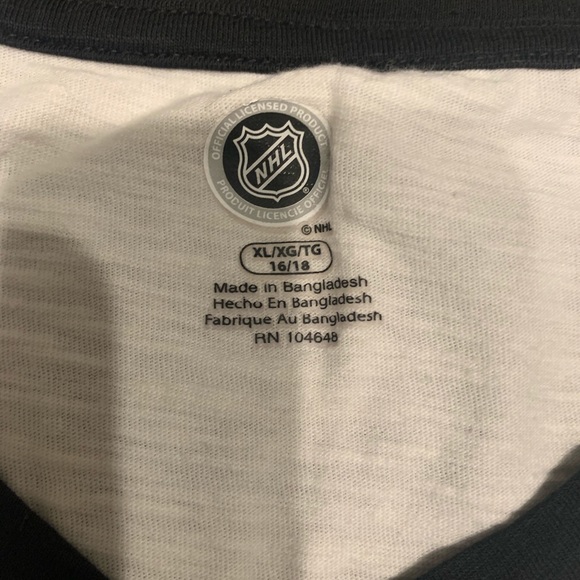 OFFICIAL LICENSED PRODUCT
NHL
®
PRODUIT LICENCIÉ OFFICIEL
© NHL
XL/XG/TG
16/18
Made in Bangladesh
Hecho En Bangladesh
Fabrique Au Bangladesh
RN 104648